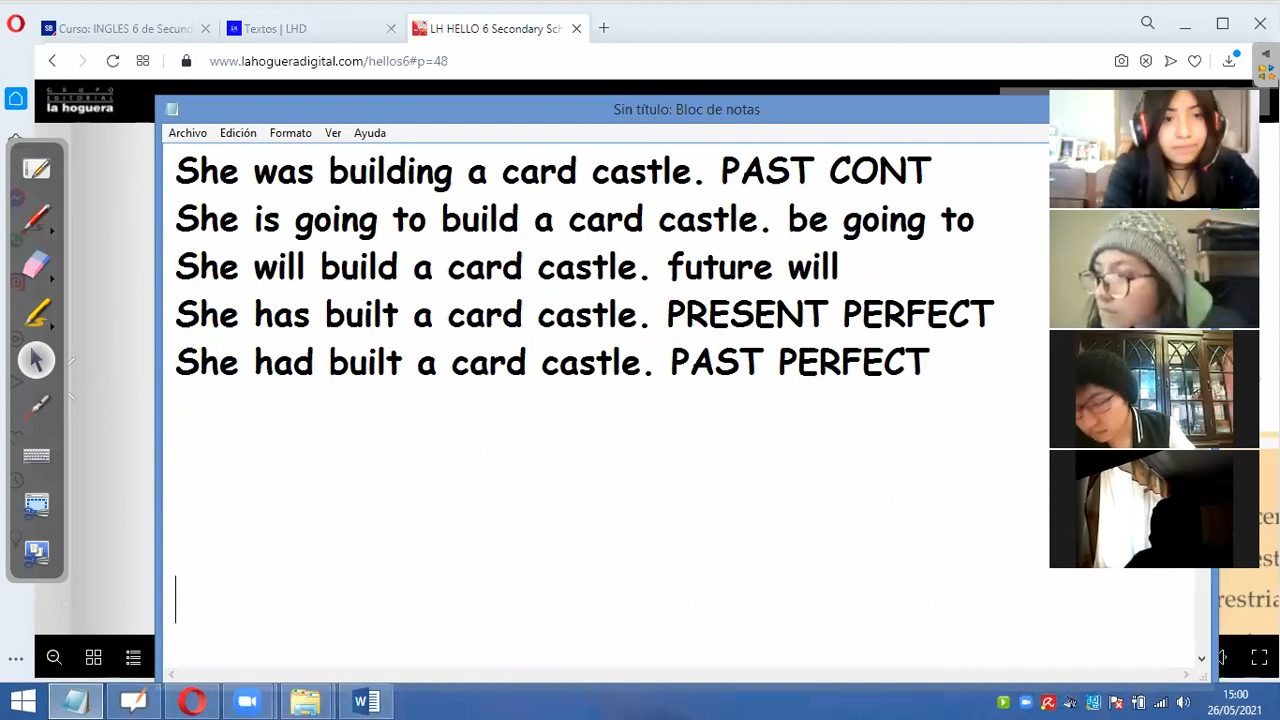 Curso: INGLES 6 de Secund
Textos | LHD
LH HELLO 6 Secondary Sch
www.lahogueradigital.com/hellos6#p=48
GRUPO EDITORIAL
la hoguera
Sin título: Bloc de notas
Archivo Edición Formato Ver Ayuda
She was building a card castle. PAST CONT
She is going to build a card castle. be going to
She will build a card castle. future will
She has built a card castle. PRESENT PERFECT
She had built a card castle. PAST PERFECT
15:00
26/05/2021